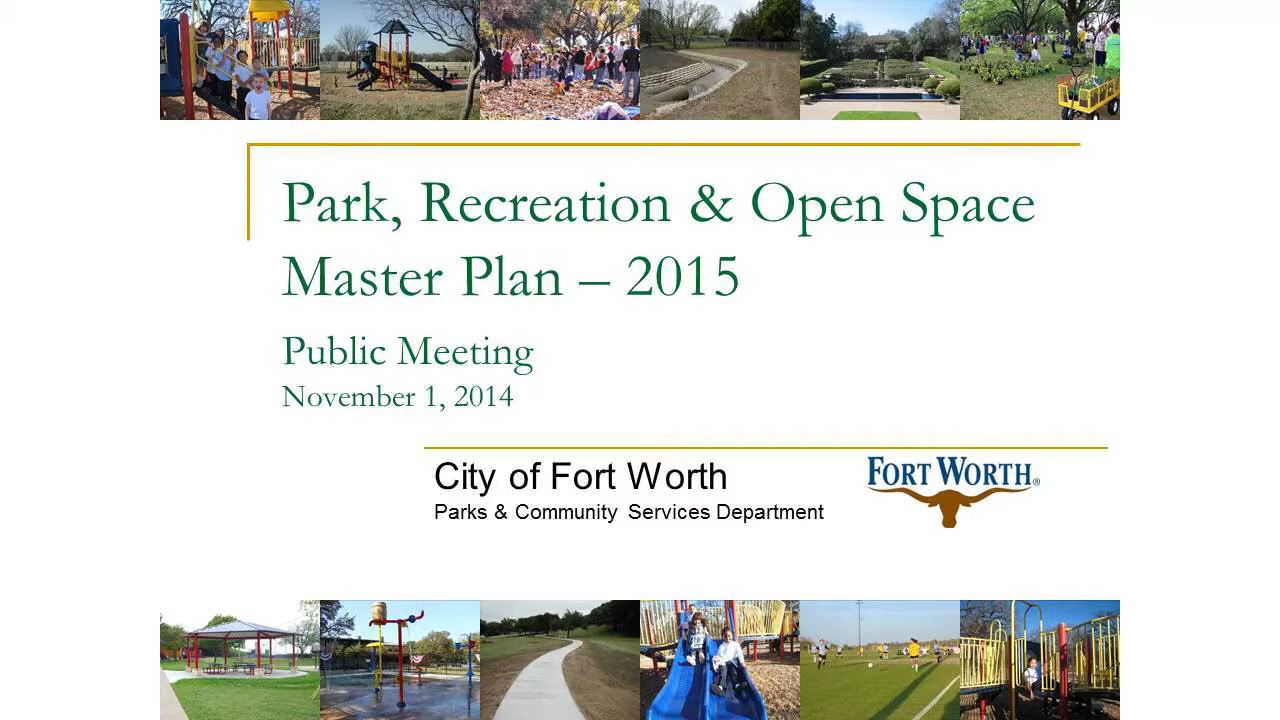 Park, Recreation & Open Space
Master Plan – 2015
Public Meeting
November 1, 2014
City of Fort Worth
Parks & Community Services Department
FORT WORTH®